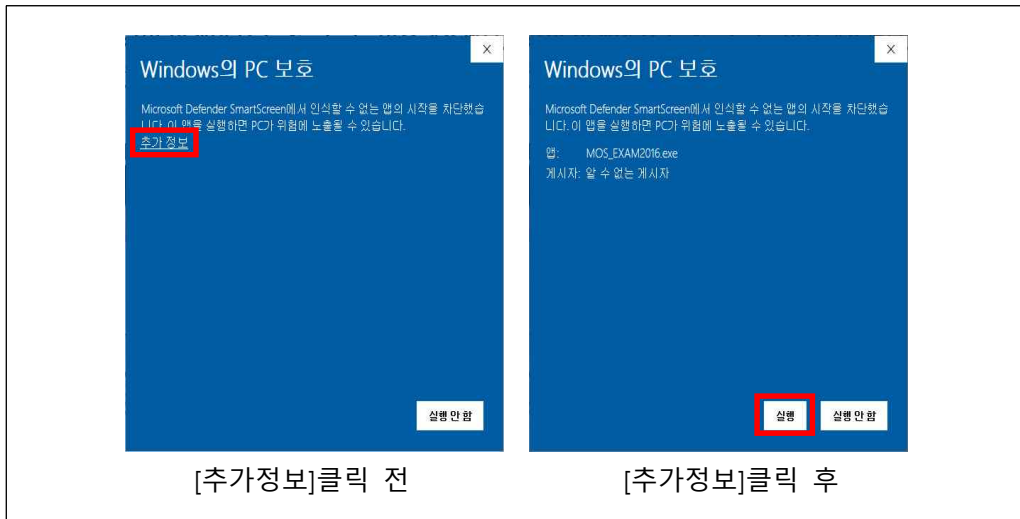 Windows의 PC 보호
Microsoft Defender SmartScreen에서 인식할 수 없는 앱의 시작을 차단했습
니다. 이 앱을 실행하면 PC가 위험에 노출될 수 있습니다.
추가 정보
실행 안 함
[추가정보]클릭 전
Windows의 PC 보호
Microsoft Defender SmartScreen에서 인식할 수 없는 앱의 시작을 차단했습
니다. 이 앱을 실행하면 PC가 위험에 노출될 수 있습니다.
앱: MOS_EXAM2016.exe
게시자: 알 수 없는 게시자
실행 실행 안 함
[추가정보]클릭 후